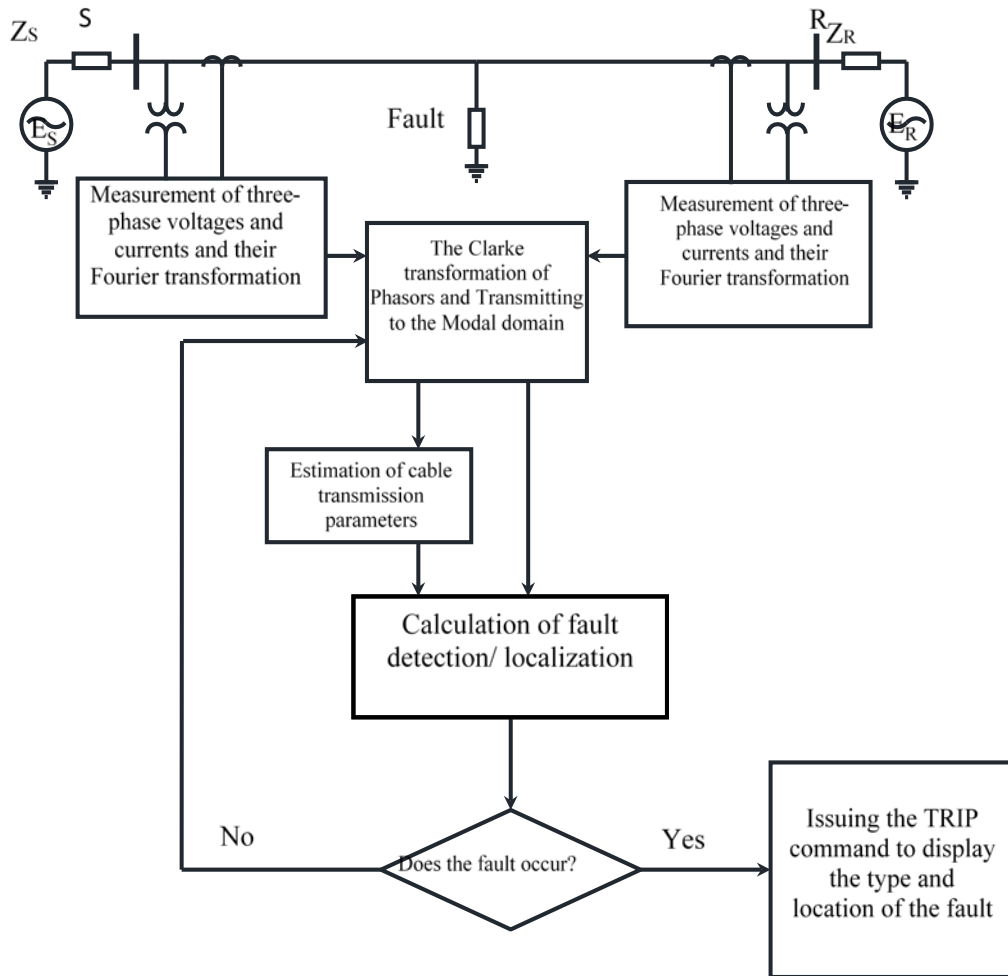 S
R
ZS
ZR
ES
ER
Fault
Measurement of three-
phase voltages and
currents and their
Fourier transformation
Measurement of three-
phase voltages and
currents and their
Fourier transformation
The Clarke
transformation of
Phasors and Transmitting
to the Modal domain
Estimation of cable
transmission
parameters
Calculation of fault
detection/ localization
No
Yes
Does the fault occur?
Issuing the TRIP
command to display
the type and
location of the fault